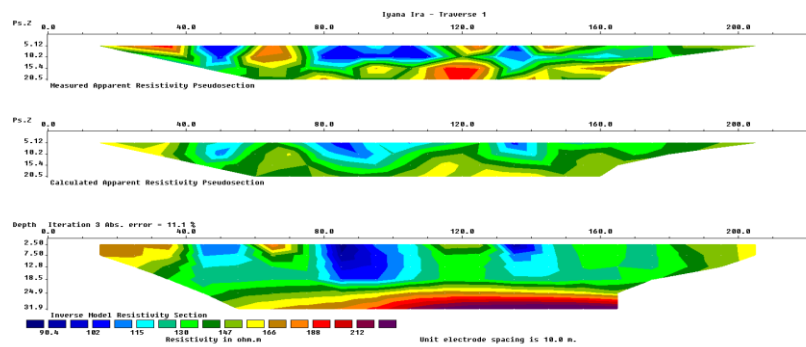 Iyana Ira - Traverse 1
Ps.Z 0.0 40.0 80.0 120.0 160.0 200.0
5.12
10.2
15.4
20.5
Measured Apparent Resistivity Pseudosection
Ps.Z 0.0 40.0 80.0 120.0 160.0 200.0
5.12
10.2
15.4
20.5
Calculated Apparent Resistivity Pseudosection
Depth Iteration 3 Abs. error = 11.1 %
0.0 40.0 80.0 120.0 160.0 200.0
2.50
7.50
12.8
18.5
24.9
31.9
Inverse Model Resistivity Section
90.4 102 115 130 147 166 188 212
Resistivity in ohm.m Unit electrode spacing is 10.0 m.